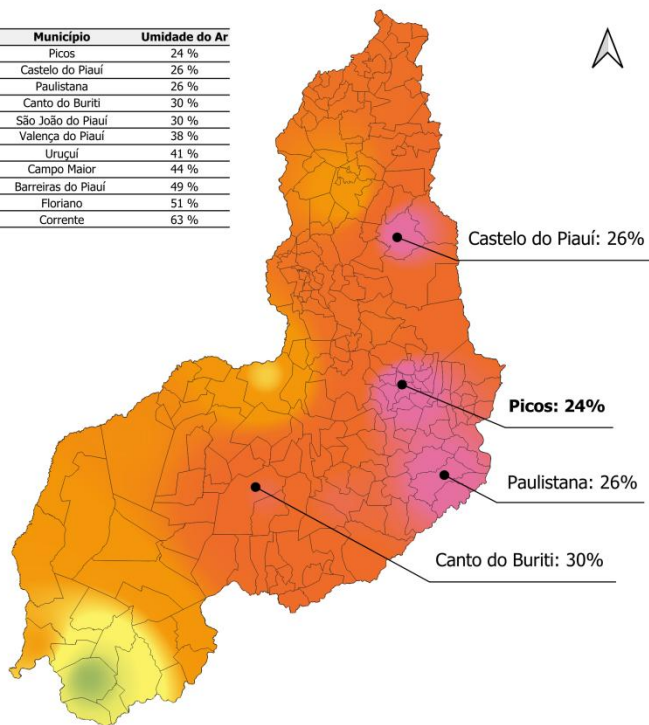 Município Umidade do Ar
Picos 24 %
Castelo do Piauí 26 %
Paulistana 26 %
Canto do Buriti 30 %
São João do Piauí 30 %
Valença do Piauí 38 %
Uruçuí 41 %
Campo Maior 44 %
Barreiras do Piauí 49 %
Floriano 51 %
Corrente 63 %
Castelo do Piauí: 26%
Picos: 24%
Paulistana: 26%
Canto do Buriti: 30%